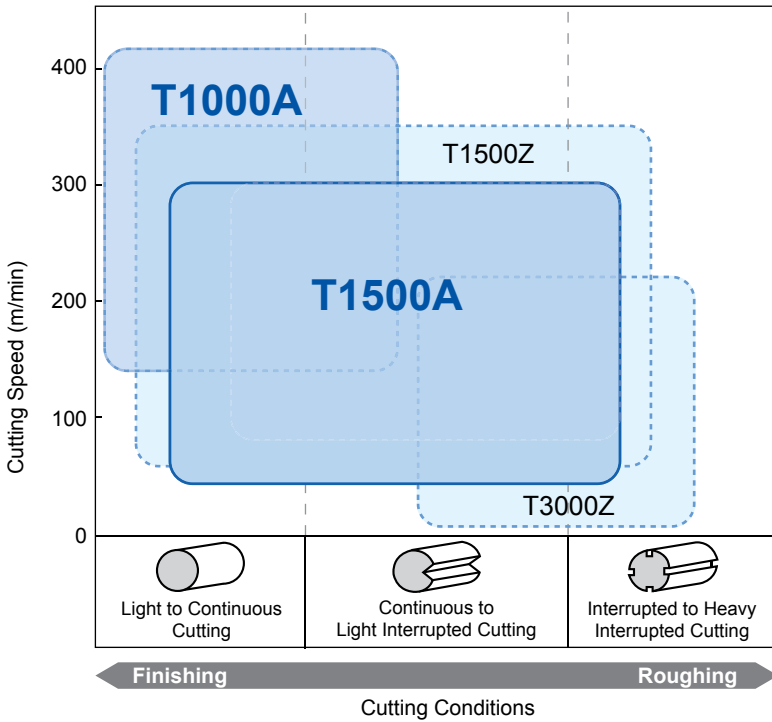 400
300
200
100
0
Cutting Speed (m/min)
T1000A
T1500Z
T1500A
T3000Z
Light to Continuous
Cutting
Continuous to
Light Interrupted Cutting
Interrupted to Heavy
Interrupted Cutting
Finishing
Roughing
Cutting Conditions